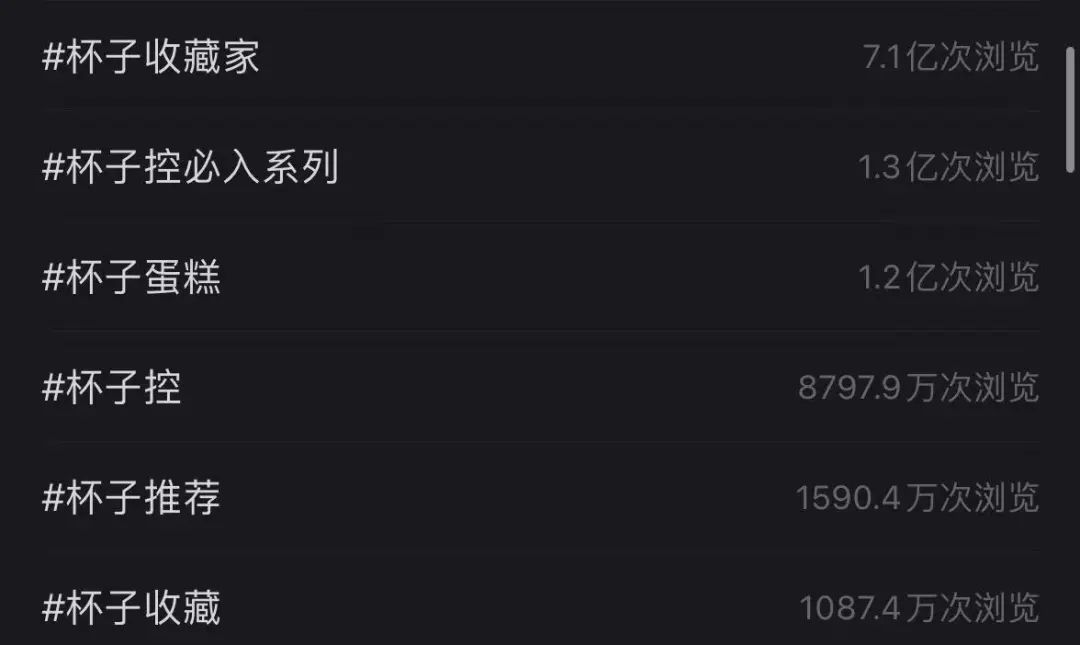 #杯子收藏家 7.1亿次浏览
#杯子控必入系列 1.3亿次浏览
#杯子蛋糕 1.2亿次浏览
#杯子控 8797.9万次浏览
#杯子推荐 1590.4万次浏览
#杯子收藏 1087.4万次浏览